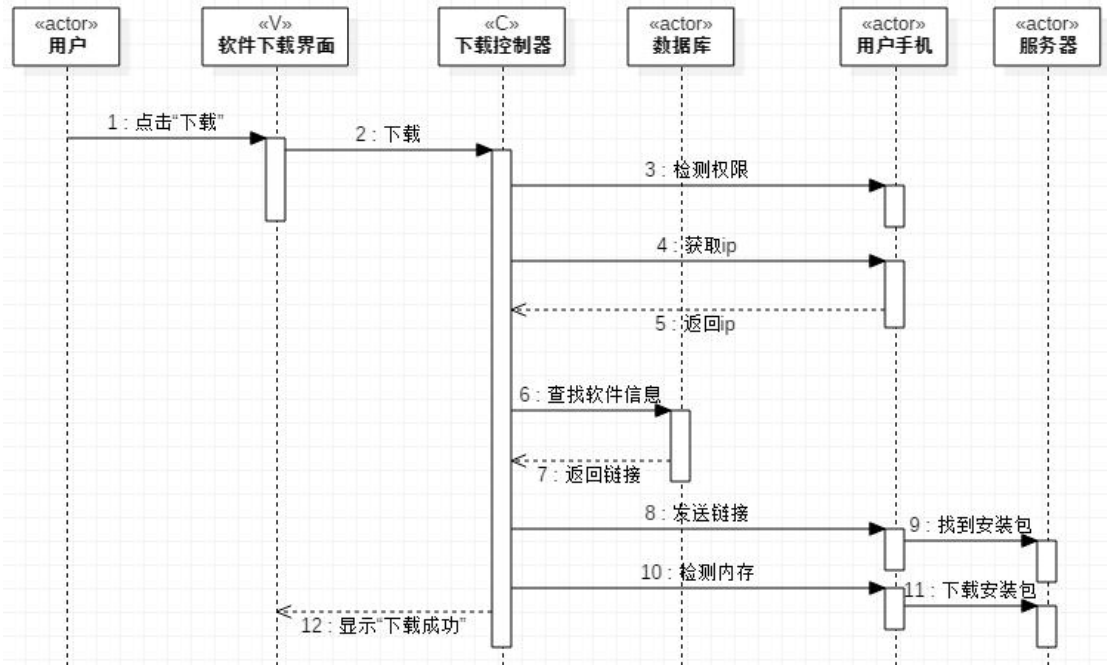 «actor»
用户
«V»
软件下载界面
«C»
下载控制器
«actor»
数据库
«actor»
用户手机
«actor»
服务器
1 : 点击“下载”
2 : 下载
3 : 检测权限
4 : 获取ip
5 : 返回ip
6 : 查找软件信息
7 : 返回链接
8 : 发送链接
9 : 找到安装包
10 : 检测内存
11 : 下载安装包
12 : 显示“下载成功”